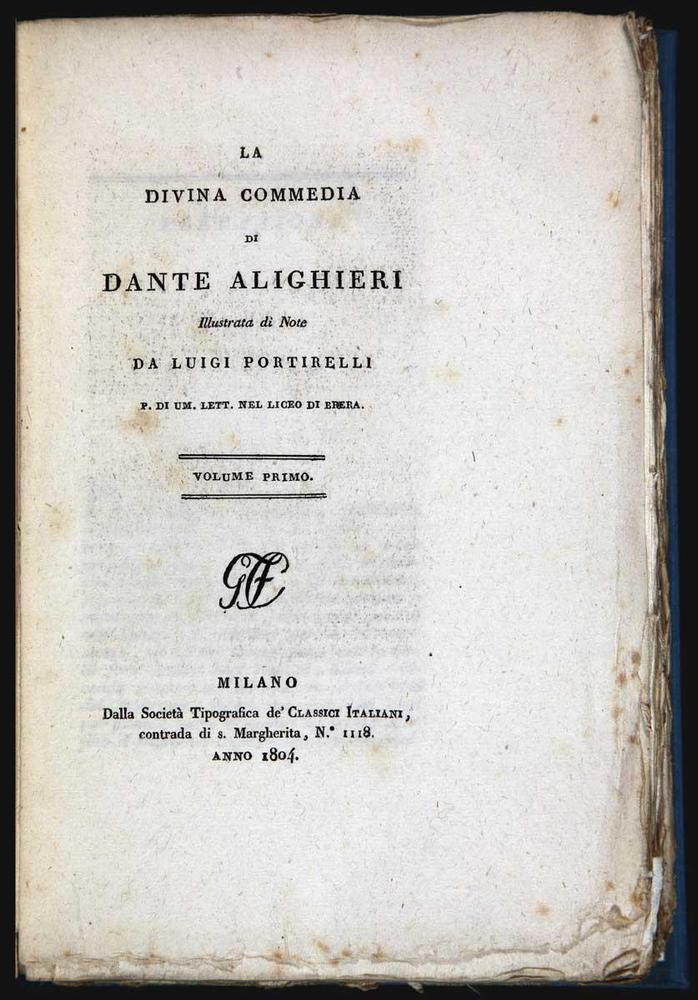 LA
DIVINA COMMEDIA
DI
DANTE ALIGHIERI
Illustrata di Note
DA LUIGI PORTIRELLI
P. DI UM. LETT. NEL LICEO DI BRERA.
VOLUME PRIMO.
MILANO
Dalla Società Tipografica de' CLASSICI ITALIANI,
contrada di s. Margherita, N.° 1118.
ANNO 1804.